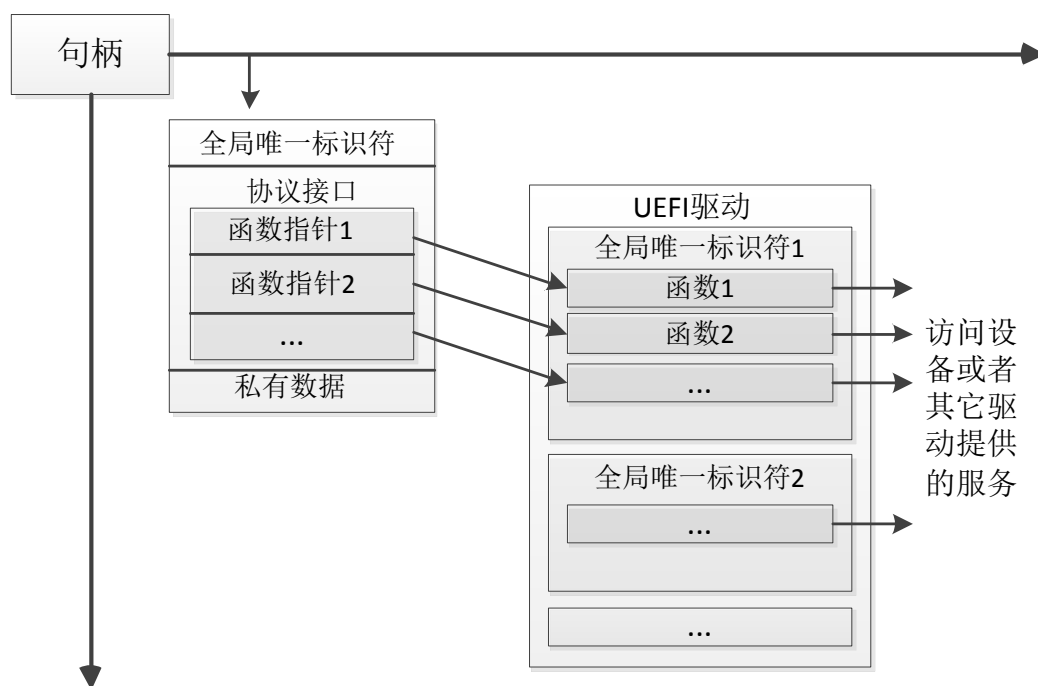 句柄
全局唯一标识符
协议接口
函数指针1
函数指针2
...
私有数据
UEFI驱动
全局唯一标识符1
函数1
函数2
...
全局唯一标识符2
...
...
访问设
备或者
其它驱
动提供
的服务